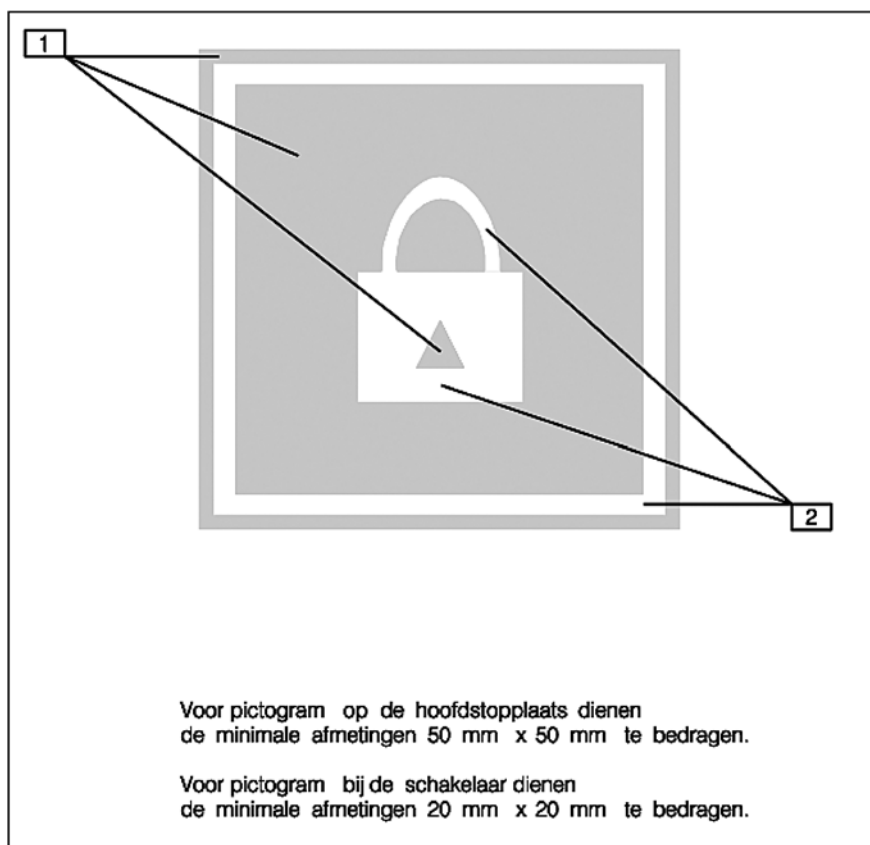 1
2
Voor pictogram op de hoofdstopplaats dienen
de minimale afmetingen 50 mm x 50 mm te bedragen.
Voor pictogram bij de schakelaar dienen
de minimale afmetingen 20 mm x 20 mm te bedragen.